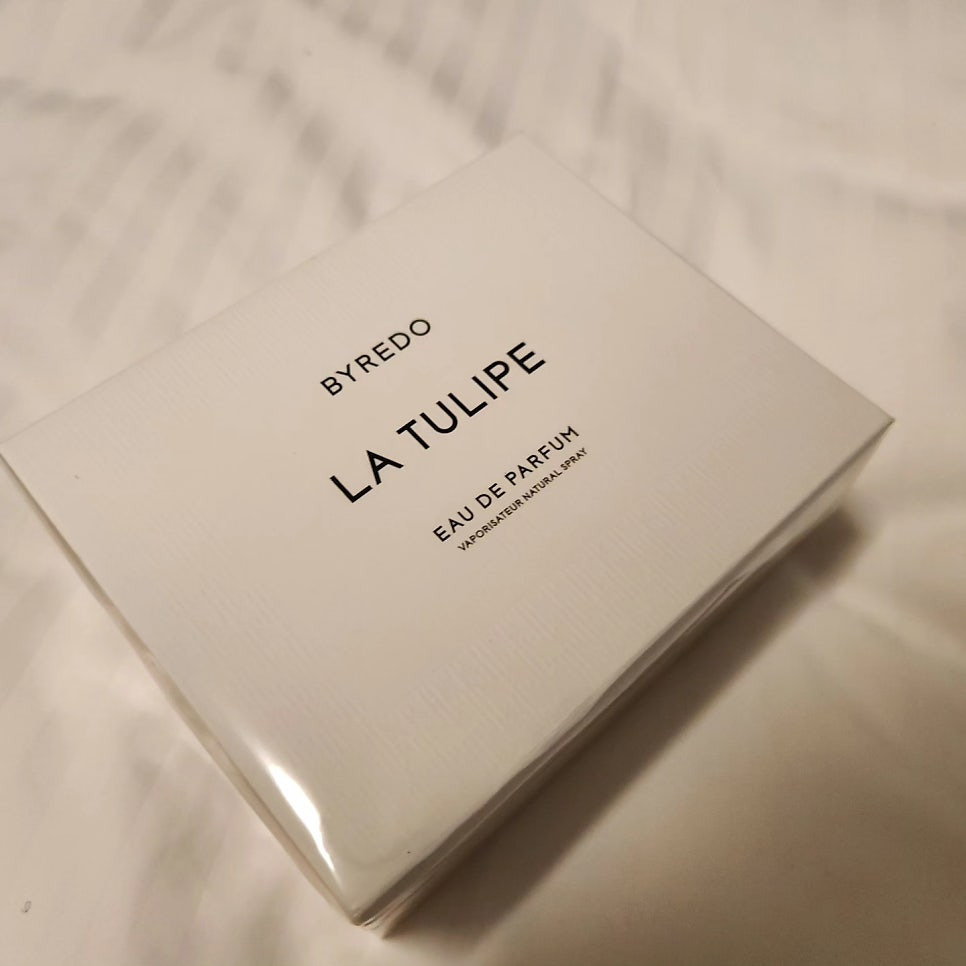 BYREDO
LA TULIPE
EAU DE PARFUM
VAPORISATEUR NATURAL SPRAY